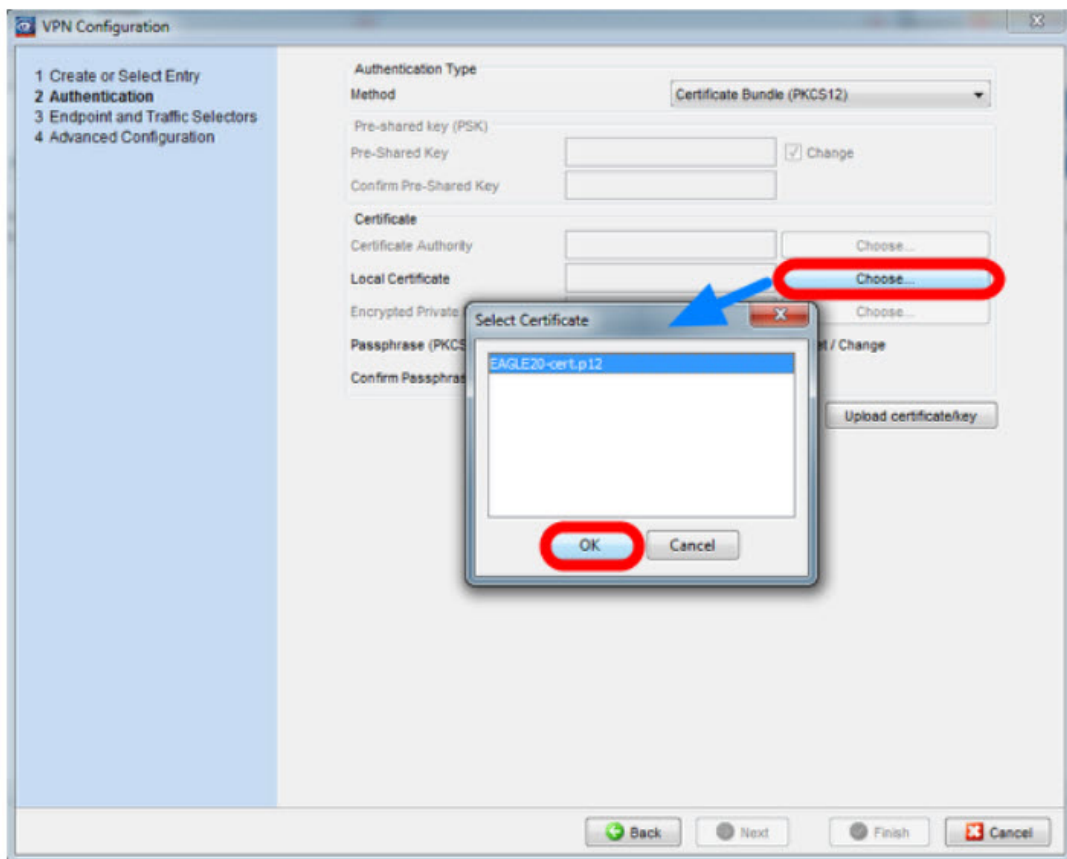 VPN Configuration
1 Create or Select Entry
2 Authentication
3 Endpoint and Traffic Selectors
4 Advanced Configuration
Authentication Type
Method
Certificate Bundle (PKCS12)
Pre-shared key (PSK)
Pre-Shared Key
Change
Confirm Pre-Shared Key
Certificate
Certificate Authority
Choose...
Local Certificate
Choose...
Encrypted Private
Choose...
Passphrase (PKCS
/ Change
Confirm Passphras
Upload certificate/key
Select Certificate
EAGLE20-cert.p12
OK
Cancel
Back
Next
Finish
Cancel